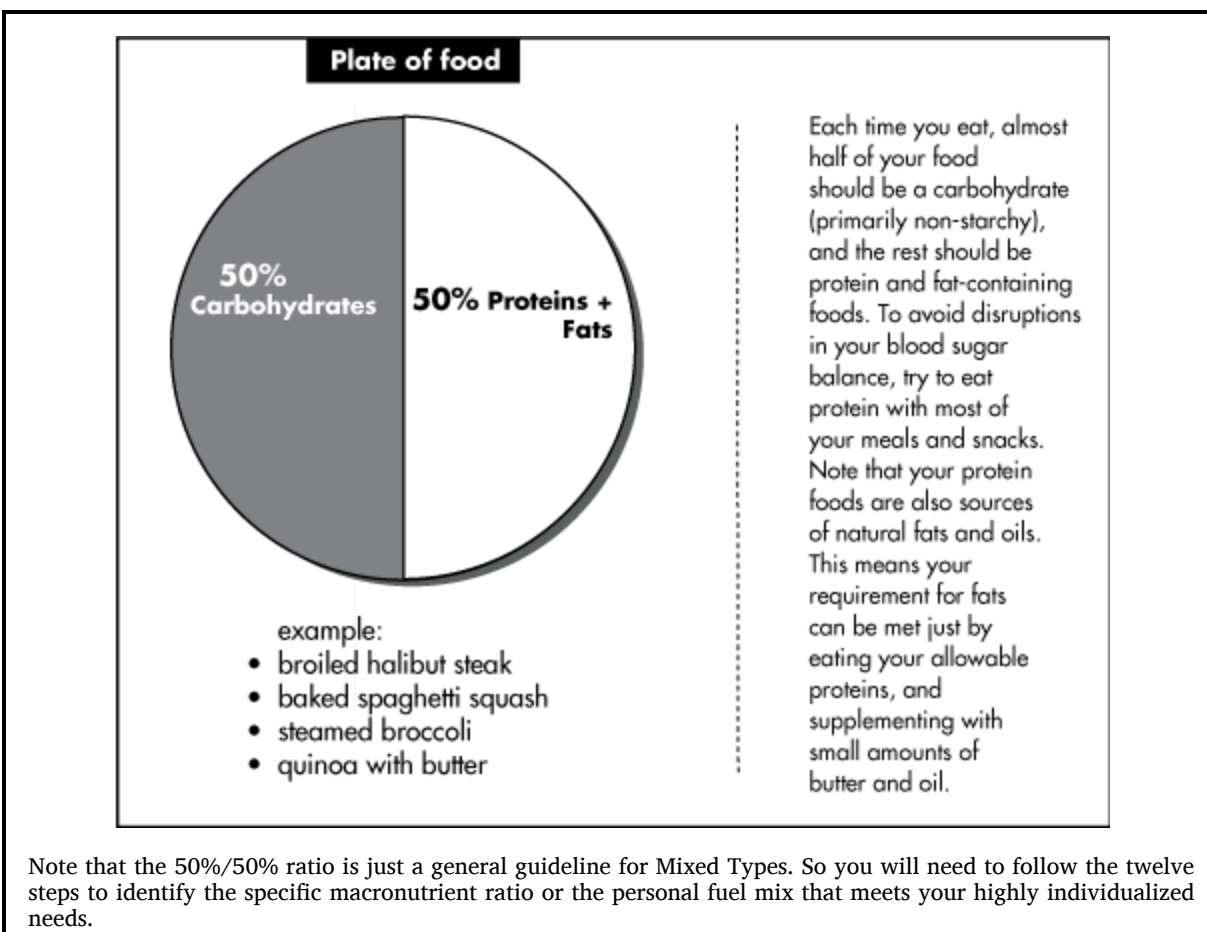 Plate of food
50%
Carbohydrates
50% Proteins +
Fats
example:
• broiled halibut steak
• baked spaghetti squash
• steamed broccoli
• quinoa with butter
Each time you eat, almost
half of your food
should be a carbohydrate
(primarily non-starchy),
and the rest should be
protein and fat-containing
foods. To avoid disruptions
in your blood sugar
balance, try to eat
protein with most of
your meals and snacks.
Note that your protein
foods are also sources
of natural fats and oils.
This means your
requirement for fats
can be met just by
eating your allowable
proteins, and
supplementing with
small amounts of
butter and oil.
Note that the 50%/50% ratio is just a general guideline for Mixed Types. So you will need to follow the twelve
steps to identify the specific macronutrient ratio or the personal fuel mix that meets your highly individualized
needs.